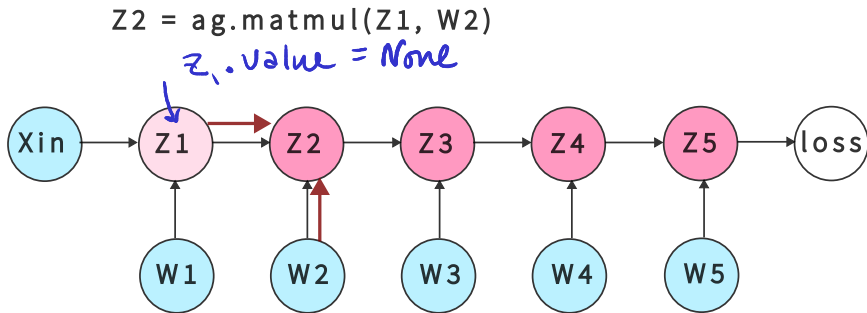 Z2 = ag.matmul(Z1, W2)
z₁.value = None
Xin Z1 Z2 Z3 Z4 Z5 loss
W1 W2 W3 W4 W5